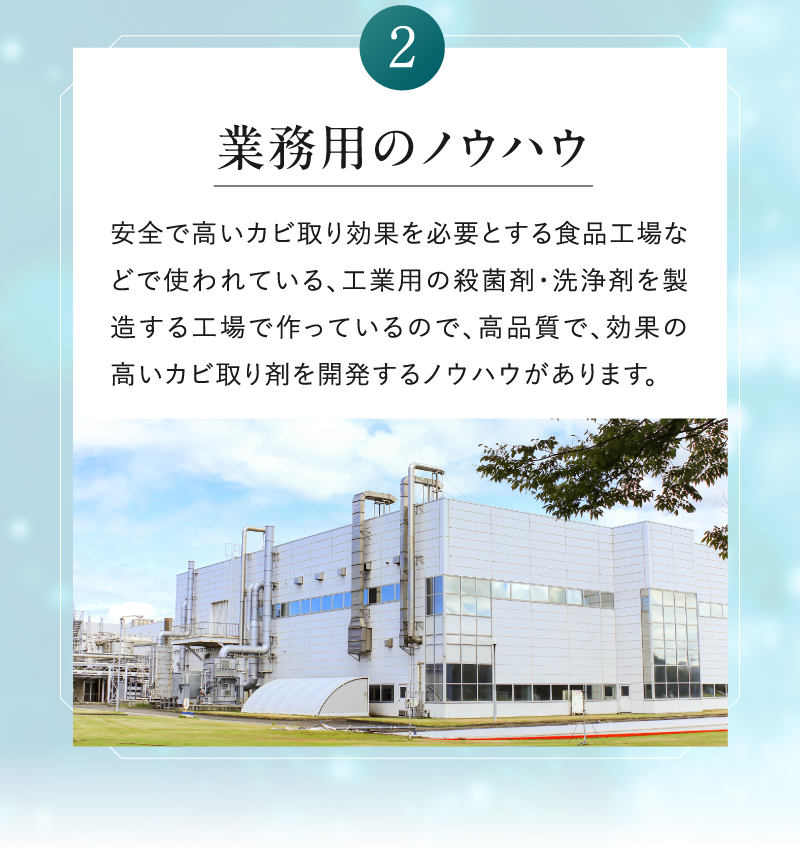 2
業務用のノウハウ
安全で高いカビ取り効果を必要とする食品工場な
どで使われている、工業用の殺菌剤・洗浄剤を製
造する工場で作っているので、高品質で、効果の
高いカビ取り剤を開発するノウハウがあります。